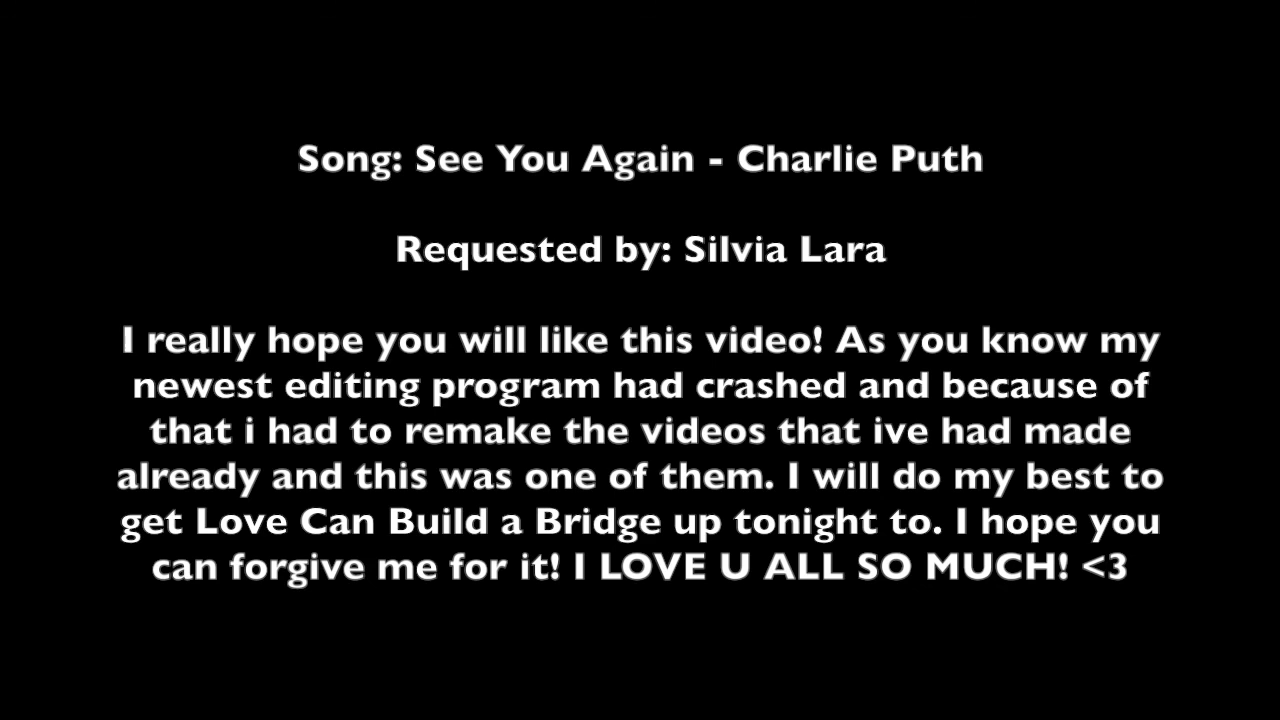 Song: See You Again - Charlie Puth
Requested by: Silvia Lara
I really hope you will like this video! As you know my
newest editing program had crashed and because of
that i had to remake the videos that ive had made
already and this was one of them. I will do my best to
get Love Can Build a Bridge up tonight to. I hope you
can forgive me for it! I LOVE U ALL SO MUCH! <3